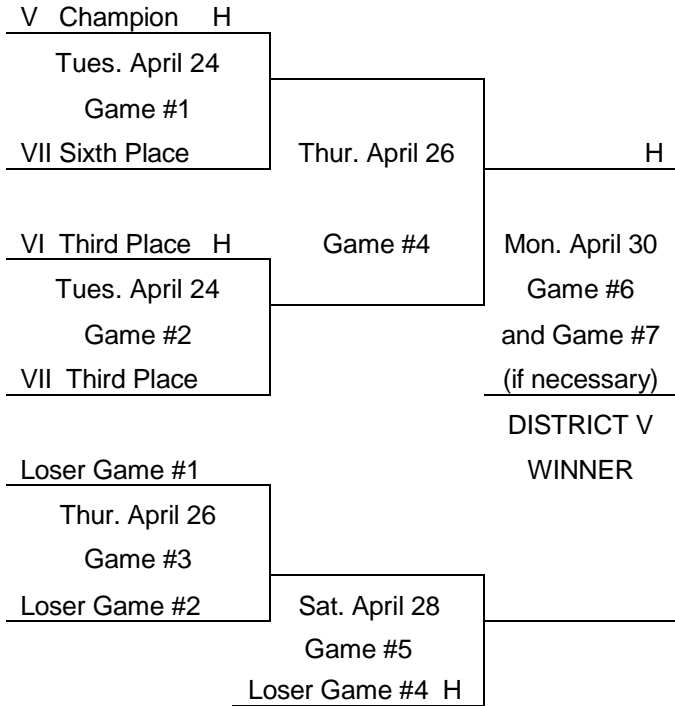 V Champion H
Tues. April 24
Game #1
VII Sixth Place
Thur. April 26
H
VI Third Place H
Game #4
Mon. April 30
Tues. April 24
Game #6
Game #2
and Game #7
VII Third Place
(if necessary)
DISTRICT V
Loser Game #1
WINNER
Thur. April 26
Game #3
Loser Game #2
Sat. April 28
Game #5
Loser Game #4 H